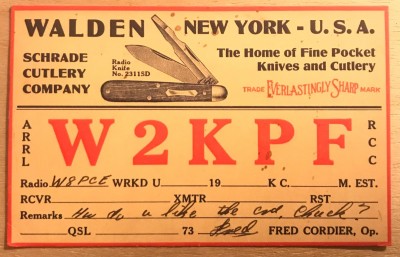 WALDEN NEW YORK - U.S.A.
SCHRADE CUTLERY COMPANY
Radio Knife No. 2311SD
The Home of Fine Pocket Knives and Cutlery
TRADE EVERLASTINGLY SHARP MARK
ARRL W2KPF RCC
Radio W8PCE WRKD U 19 K C. M. EST.
RCVR XMTR RST
Remarks How do u like the crd, Chuck?
QSL 73 Fred FRED CORDIER, Op.